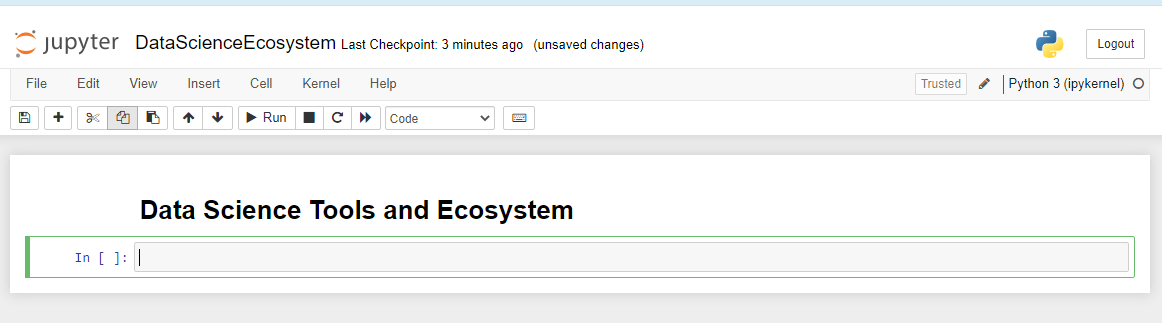 jupyter DataScienceEcosystem Last Checkpoint: 3 minutes ago (unsaved changes) Logout
File Edit View Insert Cell Kernel Help Trusted Python 3 (ipykernel)
Run Code
Data Science Tools and Ecosystem
In [ ]: